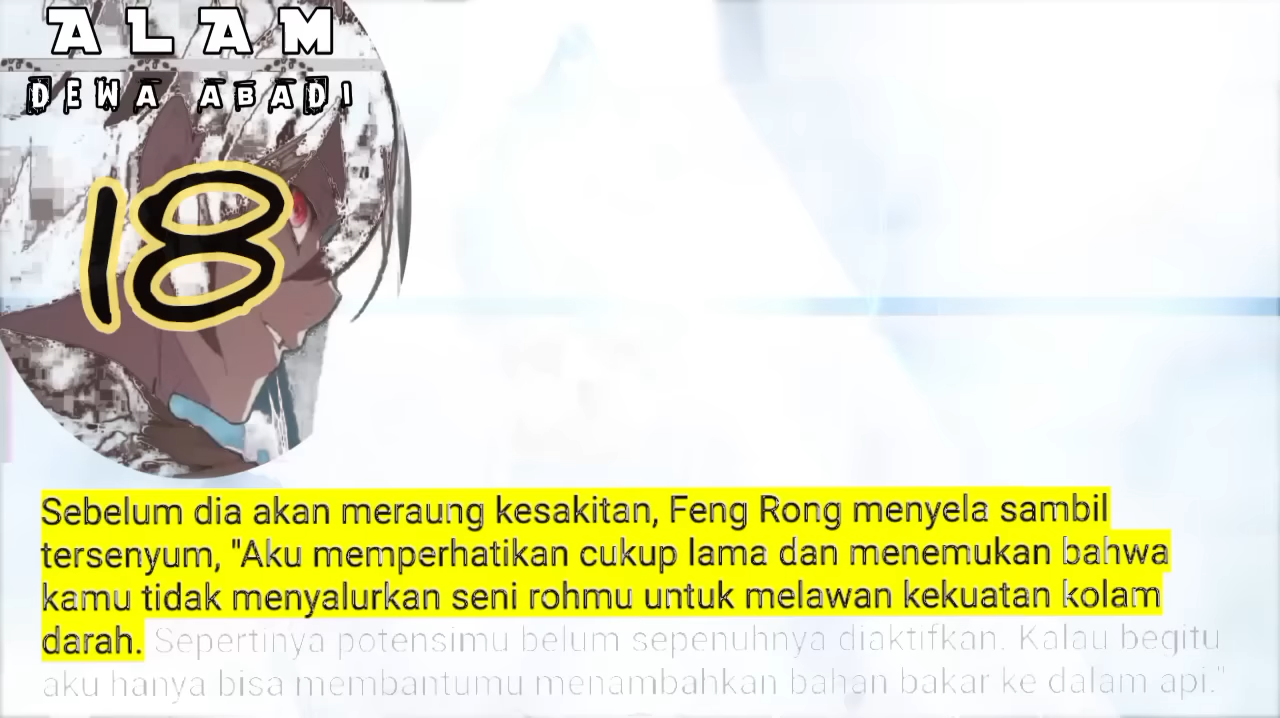 ALAM
DEWA ABADI
18
Sebelum dia akan meraung kesakitan, Feng Rong menyela sambil
tersenyum, "Aku memperhatikan cukup lama dan menemukan bahwa
kamu tidak menyalurkan seni rohmu untuk melawan kekuatan kolam
darah. Sepertinya potensimu belum sepenuhnya diaktifkan. Kalau begitu
aku hanya bisa membantumu menambahkan bahan bakar ke dalam api."